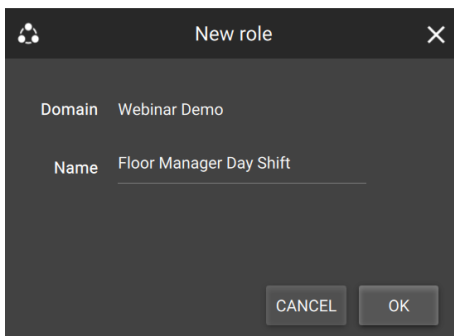 New role
Domain Webinar Demo
Name Floor Manager Day Shift
CANCEL OK